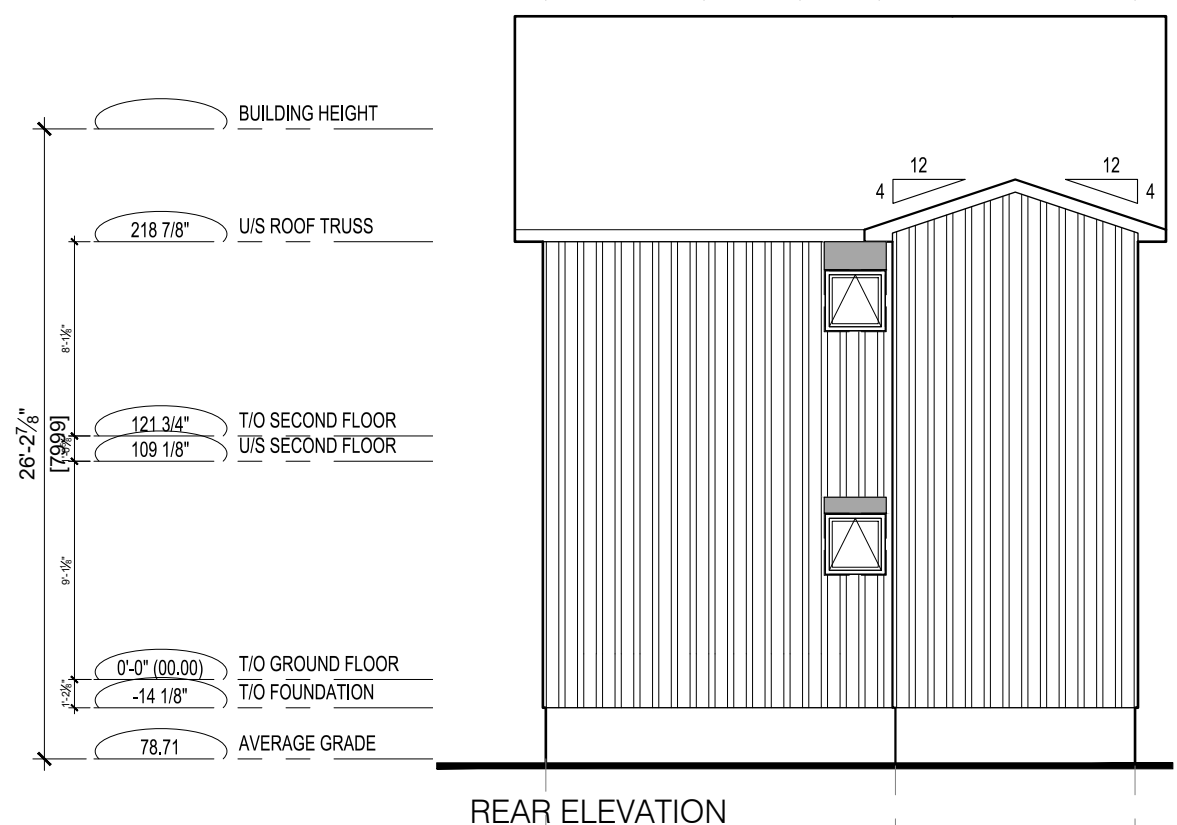 BUILDING HEIGHT
12
12
4
4
218 7/8" U/S ROOF TRUSS
8'-1⅛"
121 3/4" T/O SECOND FLOOR
109 1/8" U/S SECOND FLOOR
26'-2⅞"
[7999]
9'-1⅛"
0'-0" (00.00) T/O GROUND FLOOR
-14 1/8" T/O FOUNDATION
1'-2⅛"
78.71 AVERAGE GRADE
REAR ELEVATION